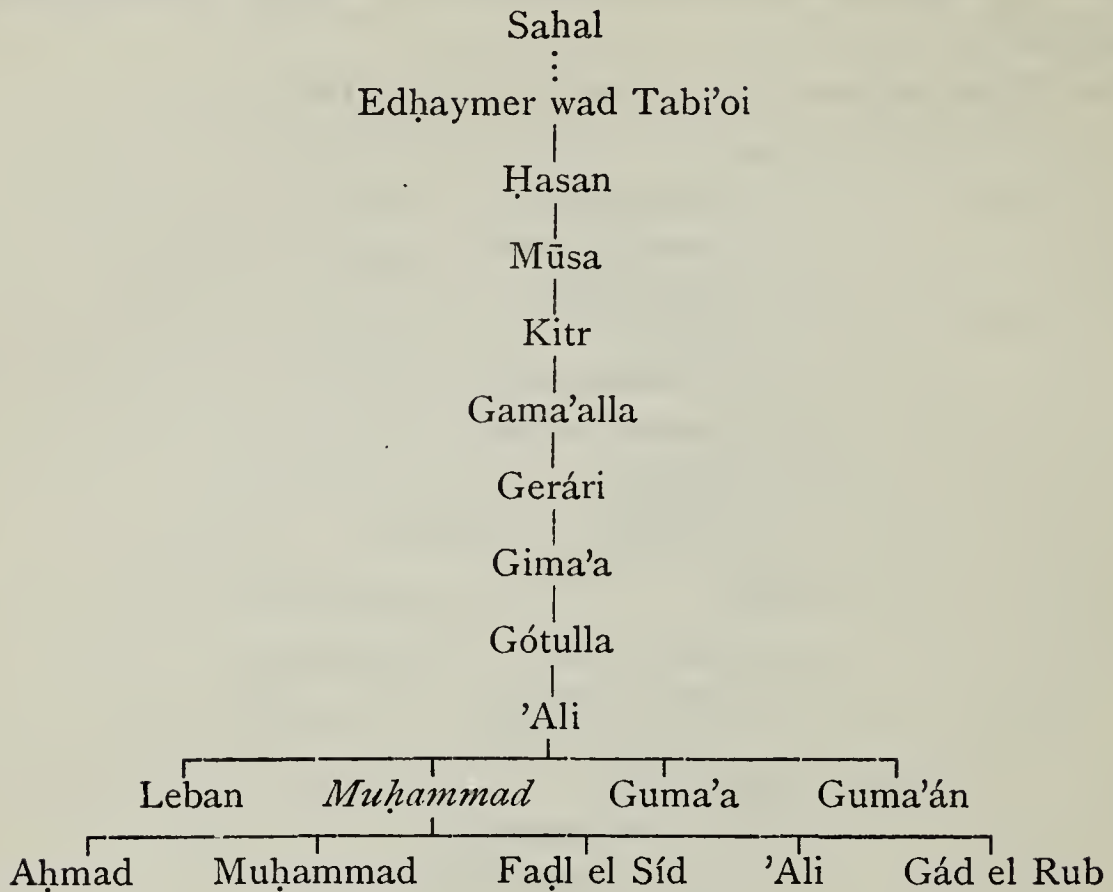 Sahal
Edḥaymer wad Tabi’oi
Ḥasan
Mūsa
Kitr
Gama’alla
Gerári
Gima’a
Gótulla
’Ali
Leban Muḥammad Guma’a Guma’án
Aḥmad Muḥammad Faḍl el Síd ’Ali Gád el Rub